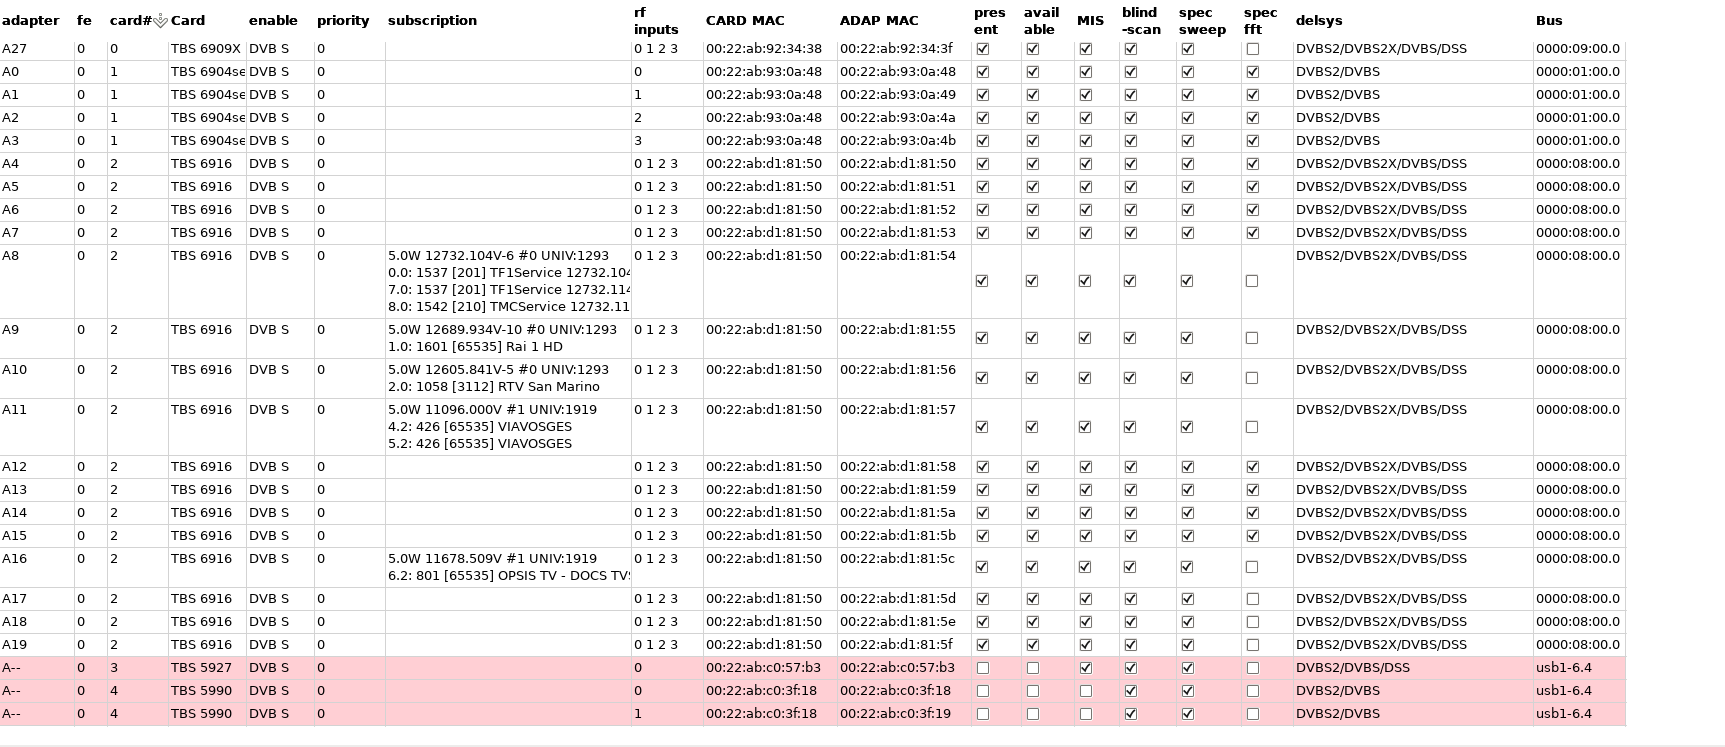 adapter fe card# Card enable priority subscription rf inputs CARD MAC ADAP MAC pres ent avail able MIS blind -scan spec sweep spec fft delsys Bus
A27 0 0 TBS 6909X DVB S 0 0 1 2 3 00:22:ab:92:34:38 00:22:ab:92:34:3f DVBS2/DVBS2X/DVBS/DSS 0000:09:00.0
A0 0 1 TBS 6904se DVB S 0 0 00:22:ab:93:0a:48 00:22:ab:93:0a:48 DVBS2/DVBS 0000:01:00.0
A1 0 1 TBS 6904se DVB S 0 1 00:22:ab:93:0a:48 00:22:ab:93:0a:49 DVBS2/DVBS 0000:01:00.0
A2 0 1 TBS 6904se DVB S 0 2 00:22:ab:93:0a:48 00:22:ab:93:0a:4a DVBS2/DVBS 0000:01:00.0
A3 0 1 TBS 6904se DVB S 0 3 00:22:ab:93:0a:48 00:22:ab:93:0a:4b DVBS2/DVBS 0000:01:00.0
A4 0 2 TBS 6916 DVB S 0 0 1 2 3 00:22:ab:d1:81:50 00:22:ab:d1:81:50 DVBS2/DVBS2X/DVBS/DSS 0000:08:00.0
A5 0 2 TBS 6916 DVB S 0 0 1 2 3 00:22:ab:d1:81:50 00:22:ab:d1:81:51 DVBS2/DVBS2X/DVBS/DSS 0000:08:00.0
A6 0 2 TBS 6916 DVB S 0 0 1 2 3 00:22:ab:d1:81:50 00:22:ab:d1:81:52 DVBS2/DVBS2X/DVBS/DSS 0000:08:00.0
A7 0 2 TBS 6916 DVB S 0 0 1 2 3 00:22:ab:d1:81:50 00:22:ab:d1:81:53 DVBS2/DVBS2X/DVBS/DSS 0000:08:00.0
A8 0 2 TBS 6916 DVB S 0 5.0W 12732.104V-6 #0 UNIV:1293 0 1 2 3 00:22:ab:d1:81:50 00:22:ab:d1:81:54 DVBS2/DVBS2X/DVBS/DSS 0000:08:00.0
0.0: 1537 [201] TF1Service 12732.104
7.0: 1537 [201] TF1Service 12732.114
8.0: 1542 [210] TMCService 12732.11
A9 0 2 TBS 6916 DVB S 0 5.0W 12689.934V-10 #0 UNIV:1293 0 1 2 3 00:22:ab:d1:81:50 00:22:ab:d1:81:55 DVBS2/DVBS2X/DVBS/DSS 0000:08:00.0
1.0: 1601 [65535] Rai 1 HD
A10 0 2 TBS 6916 DVB S 0 5.0W 12605.841V-5 #0 UNIV:1293 0 1 2 3 00:22:ab:d1:81:50 00:22:ab:d1:81:56 DVBS2/DVBS2X/DVBS/DSS 0000:08:00.0
2.0: 1058 [3112] RTV San Marino
A11 0 2 TBS 6916 DVB S 0 5.0W 11096.000V #1 UNIV:1919 0 1 2 3 00:22:ab:d1:81:50 00:22:ab:d1:81:57 DVBS2/DVBS2X/DVBS/DSS 0000:08:00.0
4.2: 426 [65535] VIAVOSGES
5.2: 426 [65535] VIAVOSGES
A12 0 2 TBS 6916 DVB S 0 0 1 2 3 00:22:ab:d1:81:50 00:22:ab:d1:81:58 DVBS2/DVBS2X/DVBS/DSS 0000:08:00.0
A13 0 2 TBS 6916 DVB S 0 0 1 2 3 00:22:ab:d1:81:50 00:22:ab:d1:81:59 DVBS2/DVBS2X/DVBS/DSS 0000:08:00.0
A14 0 2 TBS 6916 DVB S 0 0 1 2 3 00:22:ab:d1:81:50 00:22:ab:d1:81:5a DVBS2/DVBS2X/DVBS/DSS 0000:08:00.0
A15 0 2 TBS 6916 DVB S 0 0 1 2 3 00:22:ab:d1:81:50 00:22:ab:d1:81:5b DVBS2/DVBS2X/DVBS/DSS 0000:08:00.0
A16 0 2 TBS 6916 DVB S 0 5.0W 11678.509V #1 UNIV:1919 0 1 2 3 00:22:ab:d1:81:50 00:22:ab:d1:81:5c DVBS2/DVBS2X/DVBS/DSS 0000:08:00.0
6.2: 801 [65535] OPSIS TV - DOCS TVS
A17 0 2 TBS 6916 DVB S 0 0 1 2 3 00:22:ab:d1:81:50 00:22:ab:d1:81:5d DVBS2/DVBS2X/DVBS/DSS 0000:08:00.0
A18 0 2 TBS 6916 DVB S 0 0 1 2 3 00:22:ab:d1:81:50 00:22:ab:d1:81:5e DVBS2/DVBS2X/DVBS/DSS 0000:08:00.0
A19 0 2 TBS 6916 DVB S 0 0 1 2 3 00:22:ab:d1:81:50 00:22:ab:d1:81:5f DVBS2/DVBS2X/DVBS/DSS 0000:08:00.0
A-- 0 3 TBS 5927 DVB S 0 0 00:22:ab:c0:57:b3 00:22:ab:c0:57:b3 DVBS2/DVBS/DSS usb1-6.4
A-- 0 4 TBS 5990 DVB S 0 0 00:22:ab:c0:3f:18 00:22:ab:c0:3f:18 DVBS2/DVBS usb1-6.4
A-- 0 4 TBS 5990 DVB S 0 1 00:22:ab:c0:3f:18 00:22:ab:c0:3f:19 DVBS2/DVBS usb1-6.4